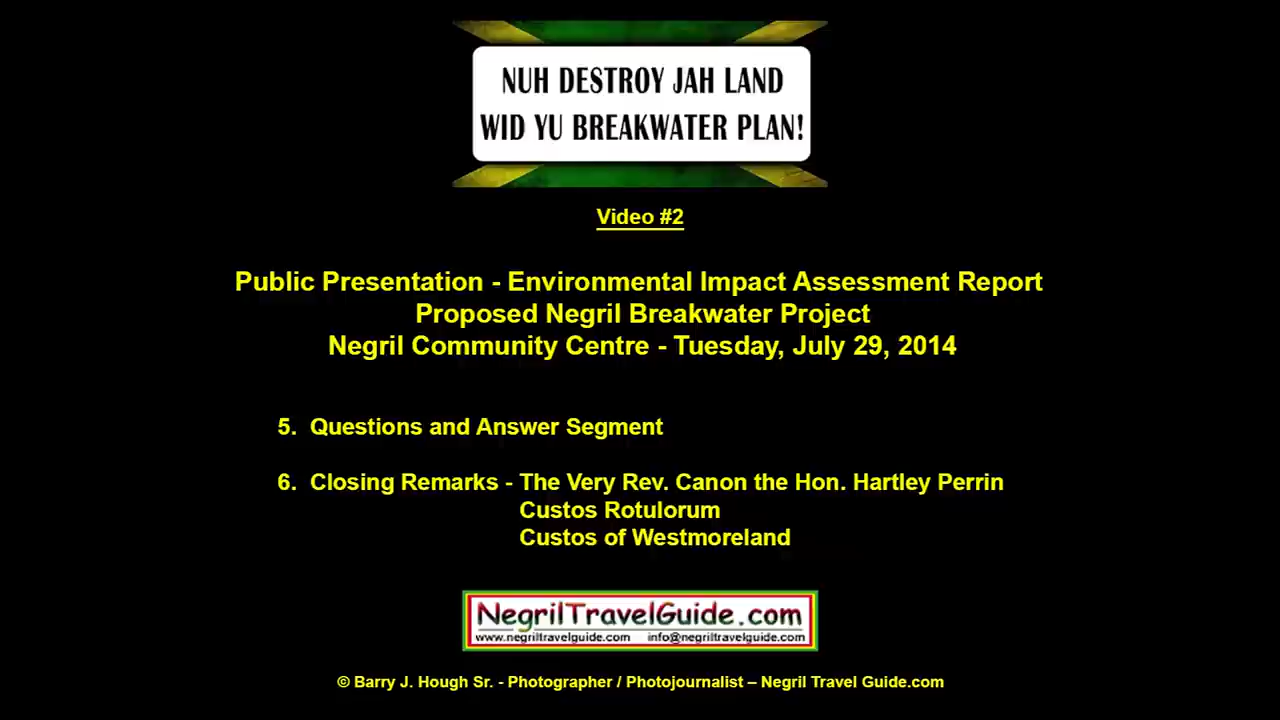 NUH DESTROY JAH LAND
WID YU BREAKWATER PLAN!
Video #2
Public Presentation - Environmental Impact Assessment Report
Proposed Negril Breakwater Project
Negril Community Centre - Tuesday, July 29, 2014
5. Questions and Answer Segment
6. Closing Remarks - The Very Rev. Canon the Hon. Hartley Perrin
Custos Rotulorum
Custos of Westmoreland
NegrilTravelGuide.com
www.negriltravelguide.com info@negriltravelguide.com
© Barry J. Hough Sr. - Photographer / Photojournalist – Negril Travel Guide.com